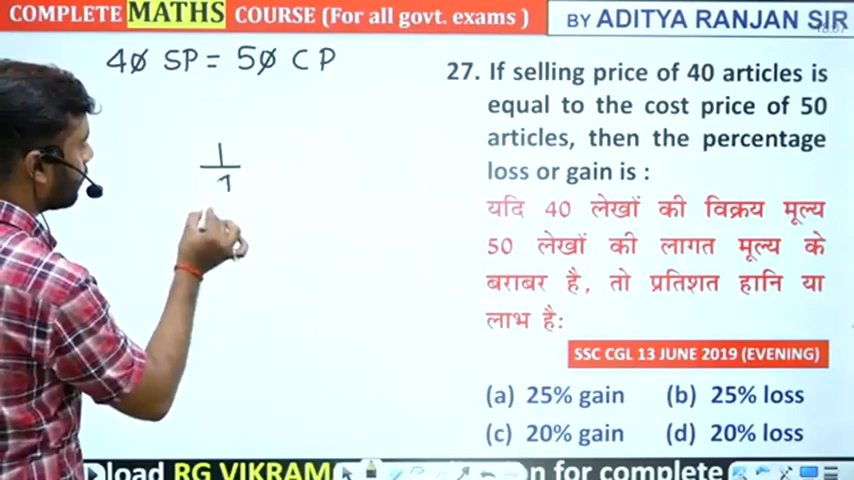 COMPLETE MATHS COURSE (For all govt. exams )
BY ADITYA RANJAN SIR
40 SP = 50 C P
1
27. If selling price of 40 articles is
equal to the cost price of 50
articles, then the percentage
loss or gain is :
यदि 40 लेखों की विक्रय मूल्य
50 लेखों की लागत मूल्य के
बराबर है, तो प्रतिशत हानि या
लाभ है:
SSC CGL 13 JUNE 2019 (EVENING)
(a) 25% gain (b) 25% loss
(c) 20% gain (d) 20% loss
RG VIKRAM
n for complete